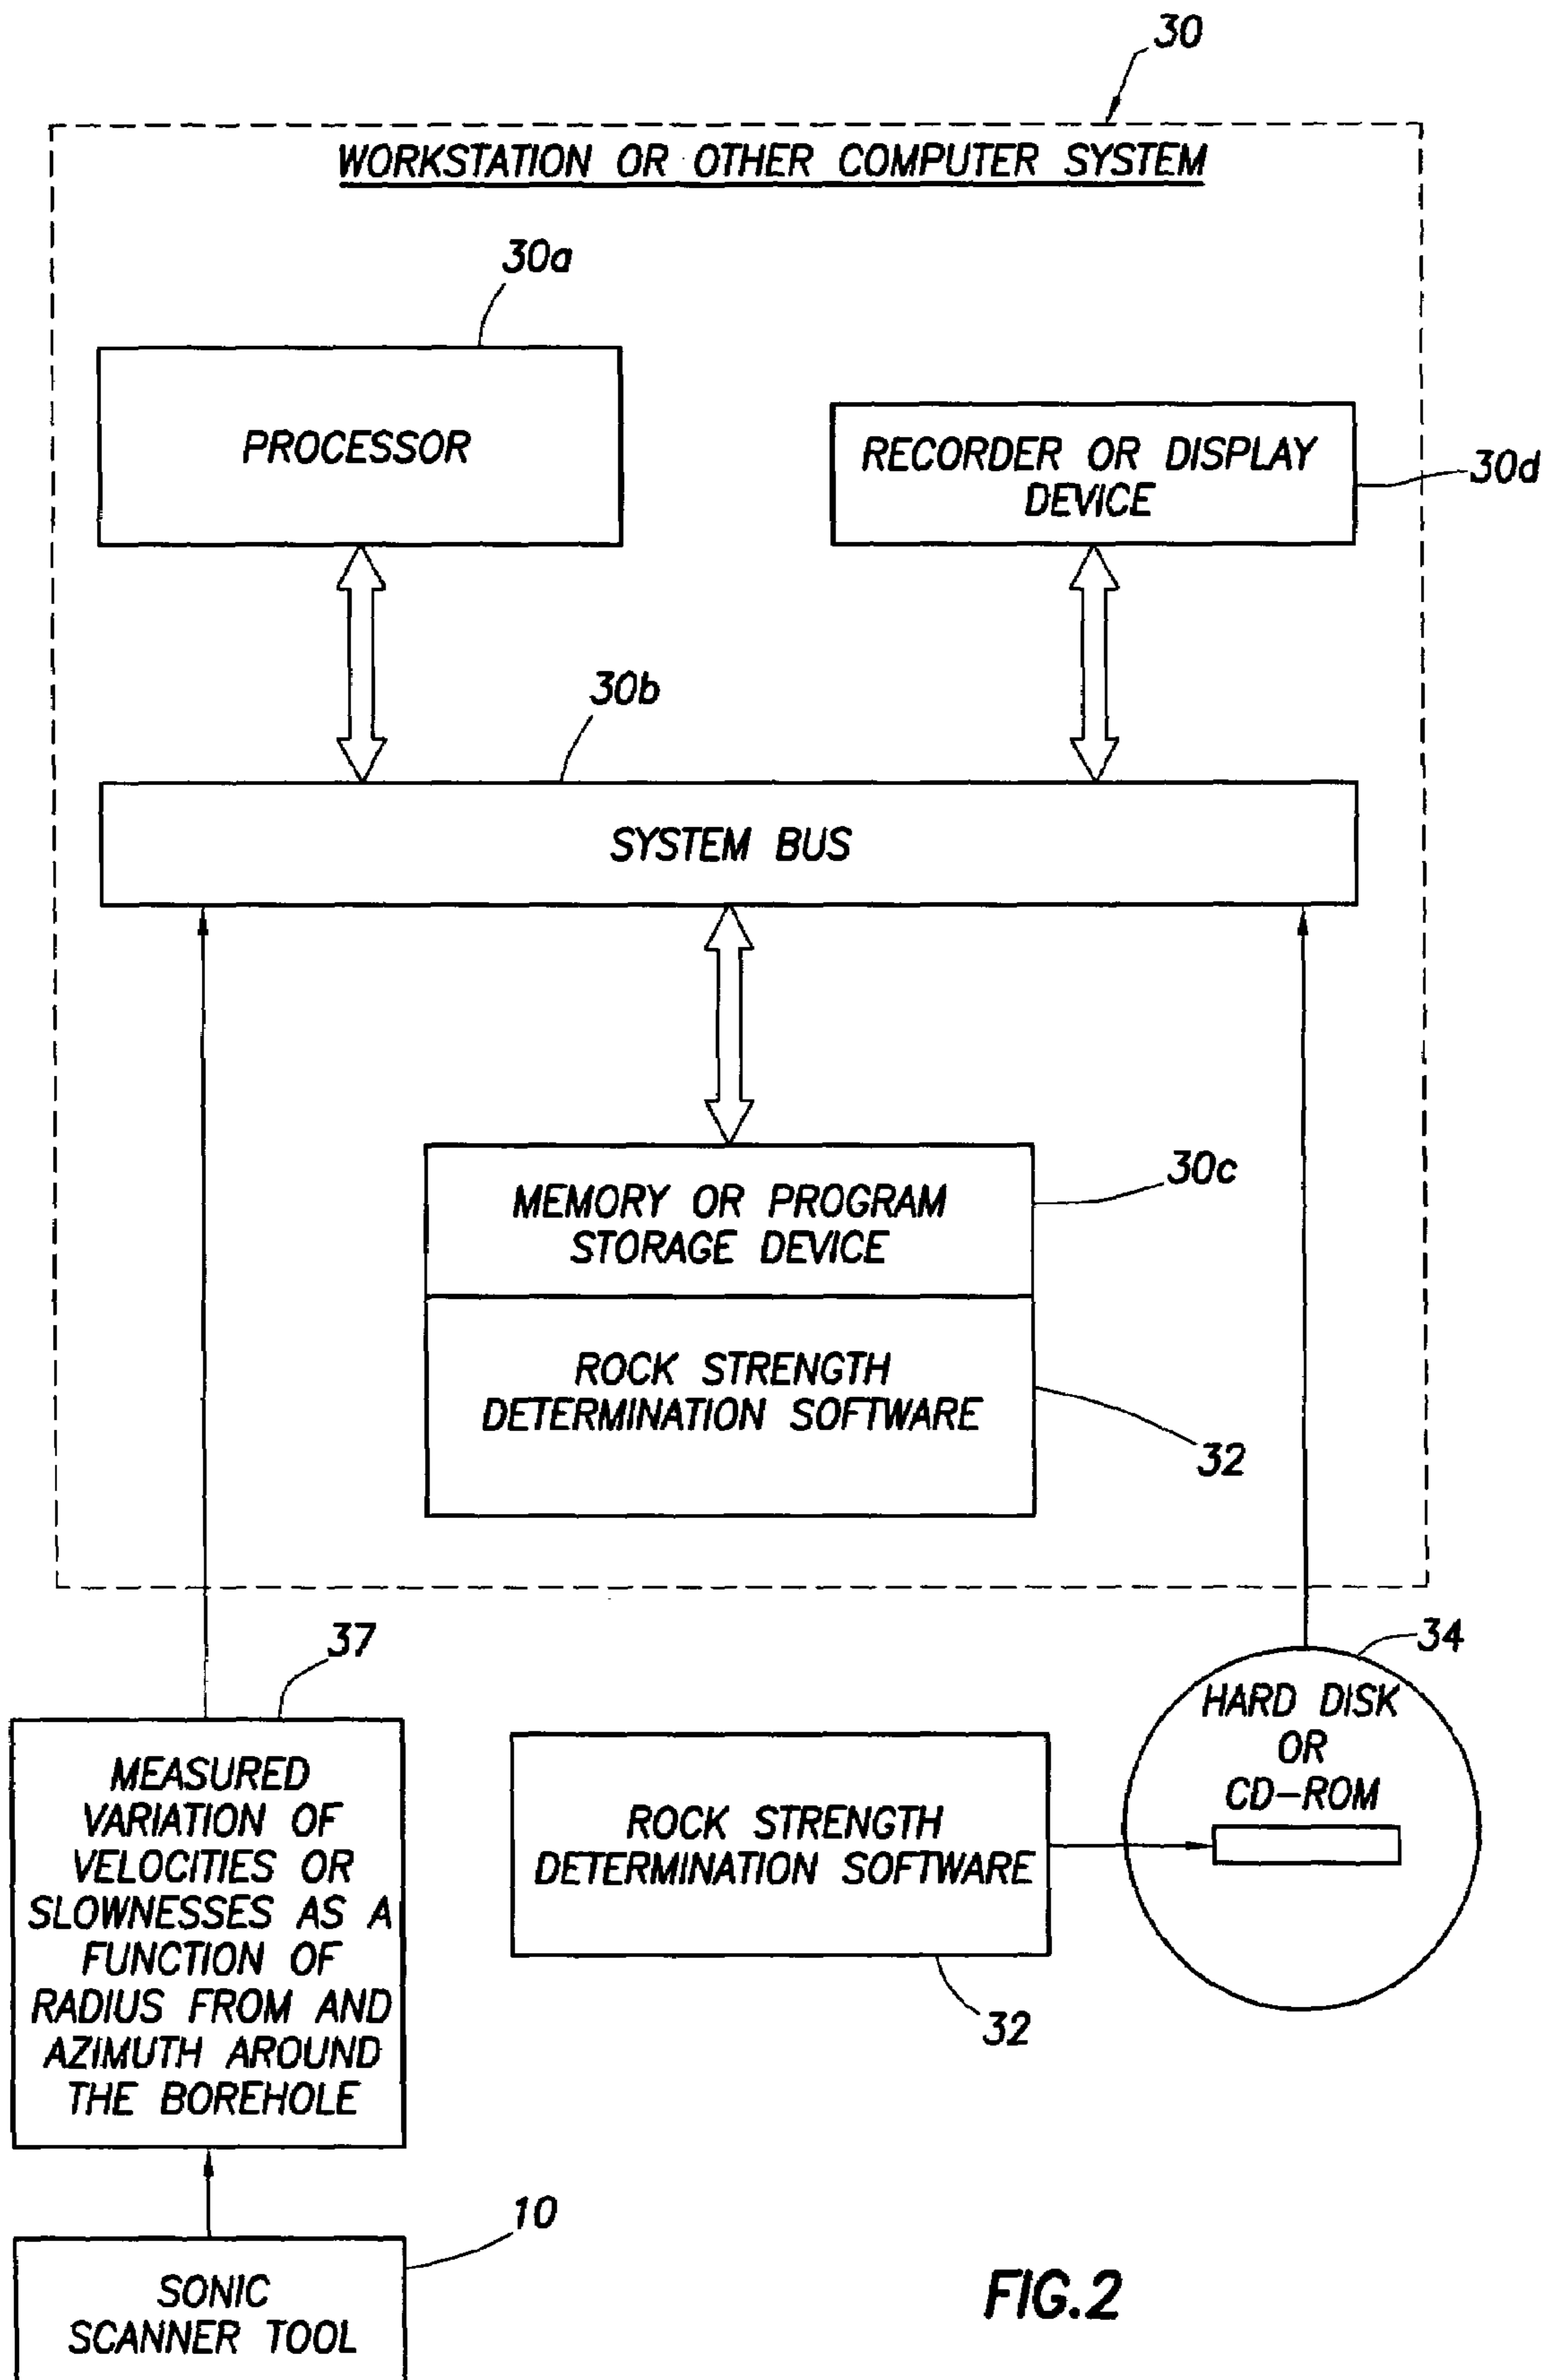 30
WORKSTATION OR OTHER COMPUTER SYSTEM
30a
PROCESSOR
RECORDER OR DISPLAY
DEVICE
30d
30b
SYSTEM BUS
30c
MEMORY OR PROGRAM
STORAGE DEVICE
ROCK STRENGTH
DETERMINATION SOFTWARE
32
37
MEASURED
VARIATION OF
VELOCITIES OR
SLOWNESSES AS A
FUNCTION OF
RADIUS FROM AND
AZIMUTH AROUND
THE BOREHOLE
ROCK STRENGTH
DETERMINATION SOFTWARE
32
34
HARD DISK
OR
CD-ROM
10
SONIC
SCANNER TOOL
FIG.2